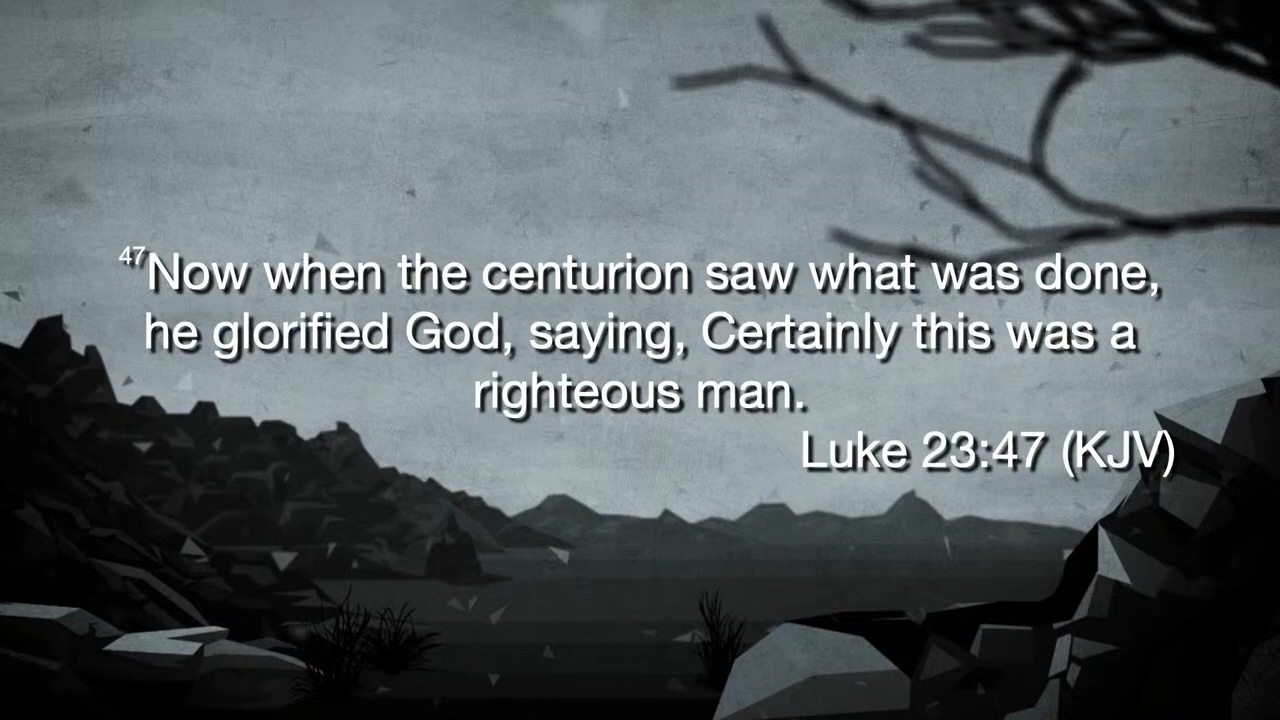 47Now when the centurion saw what was done,
he glorified God, saying, Certainly this was a
righteous man.
Luke 23:47 (KJV)